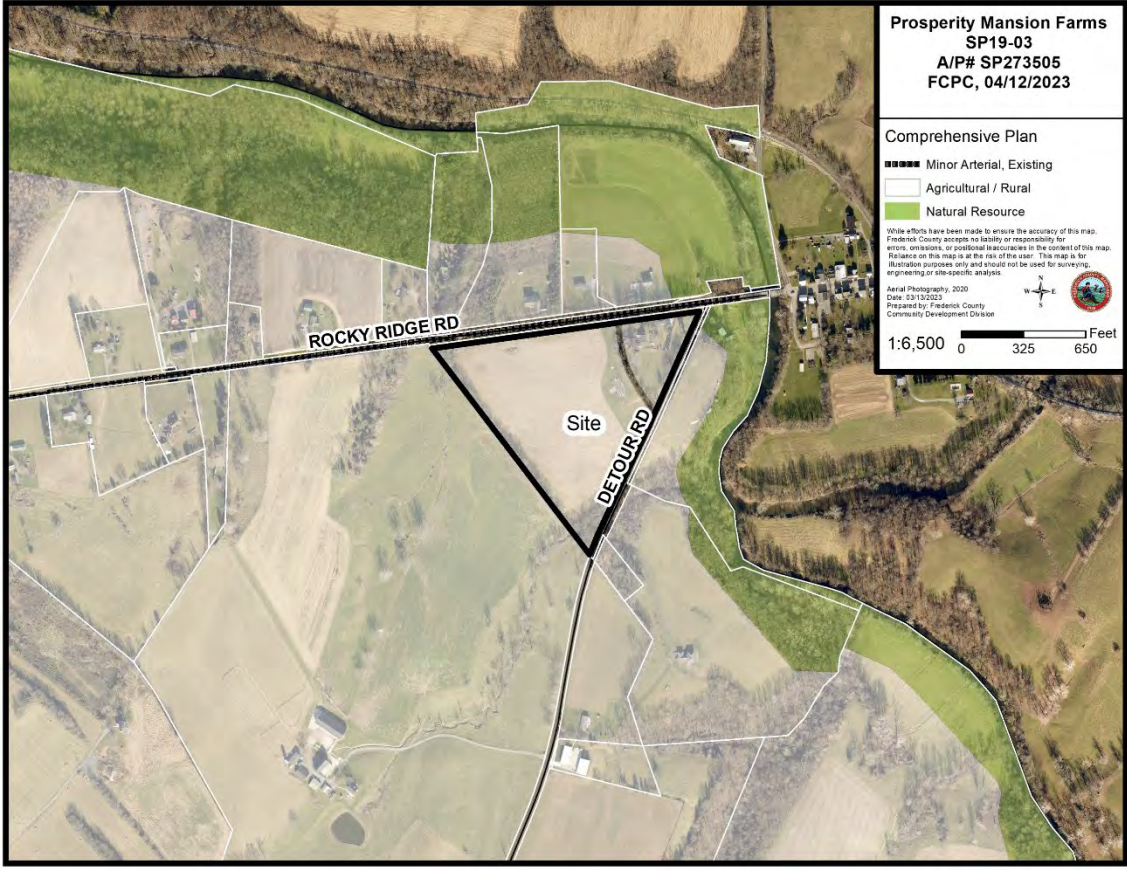 Prosperity Mansion Farms
SP19-03
A/P# SP273505
FCPC, 04/12/2023
Comprehensive Plan
Minor Arterial, Existing
Agricultural / Rural
Natural Resource
While efforts have been made to ensure the accuracy of this map,
Frederick County accepts no liability or responsibility for
errors, omissions, or positional inaccuracies in the content of this map.
Reliance on this map is at the risk of the user. This map is for
illustration purposes only and should not be used for surveying,
engineering,or site-specific analysis.
Aerial Photography, 2020
Date: 03/13/2023
Prepared by: Frederick County
Community Development Division
N
W E
S
1:6,500
Feet
0 325 650
ROCKY RIDGE RD
Site
DETOUR RD